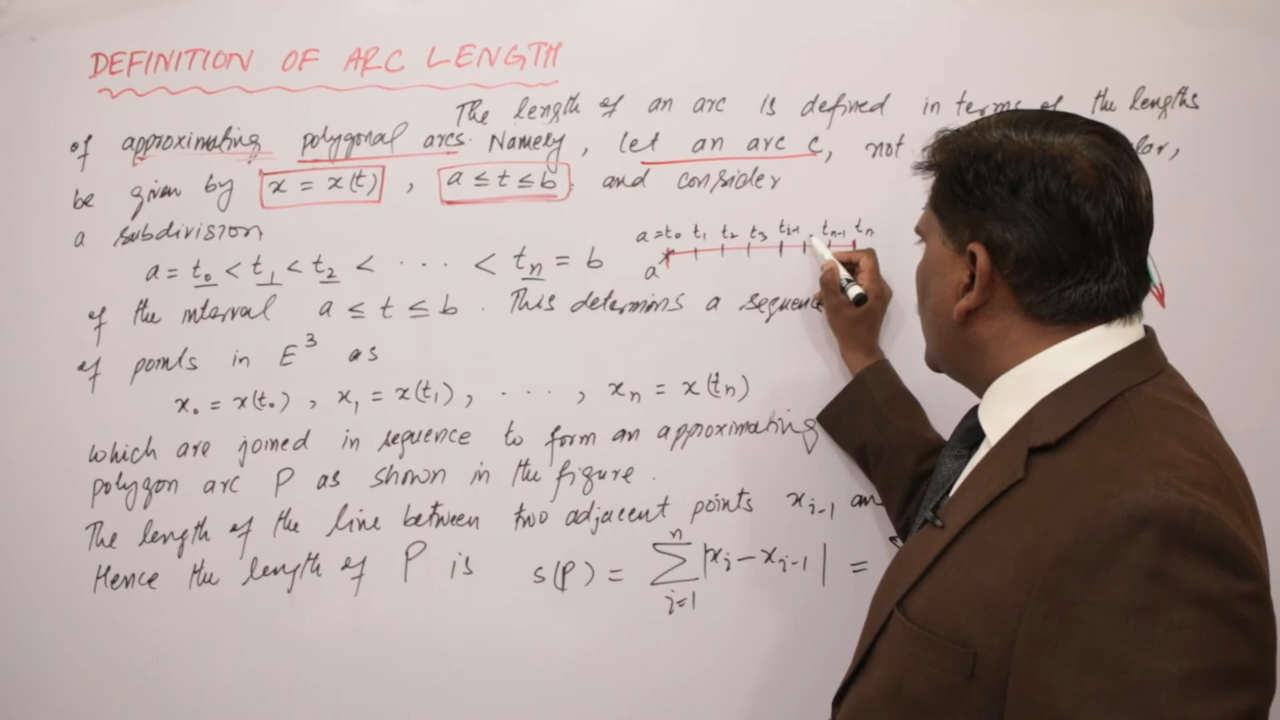 DEFINITION OF ARC LENGTH
The length of an arc is defined in terms of the lengths
of approximating polygonal arcs. Namely, let an arc C, not
be given by x = x(t) , a ≤ t ≤ b and consider
a subdivision
a = t₀ < t₁ < t₂ < . . . < tₙ = b
a = t₀ t₁ t₂ t₃ tᵢ₋₁ . tₙ₋₁ tₙ
a
of the interval a ≤ t ≤ b . This determins a sequence
of points in E³ as
x₀ = x(t₀) , x₁ = x(t₁) , . . . , xₙ = x(tₙ)
which are joined in sequence to form an approximating
polygon arc P as shown in the figure .
The length of the line between two adjacent points xᵢ₋₁ an
Hence the length of P is s(P) = ∑ⁿᵢ₌₁ |xᵢ − xᵢ₋₁| =